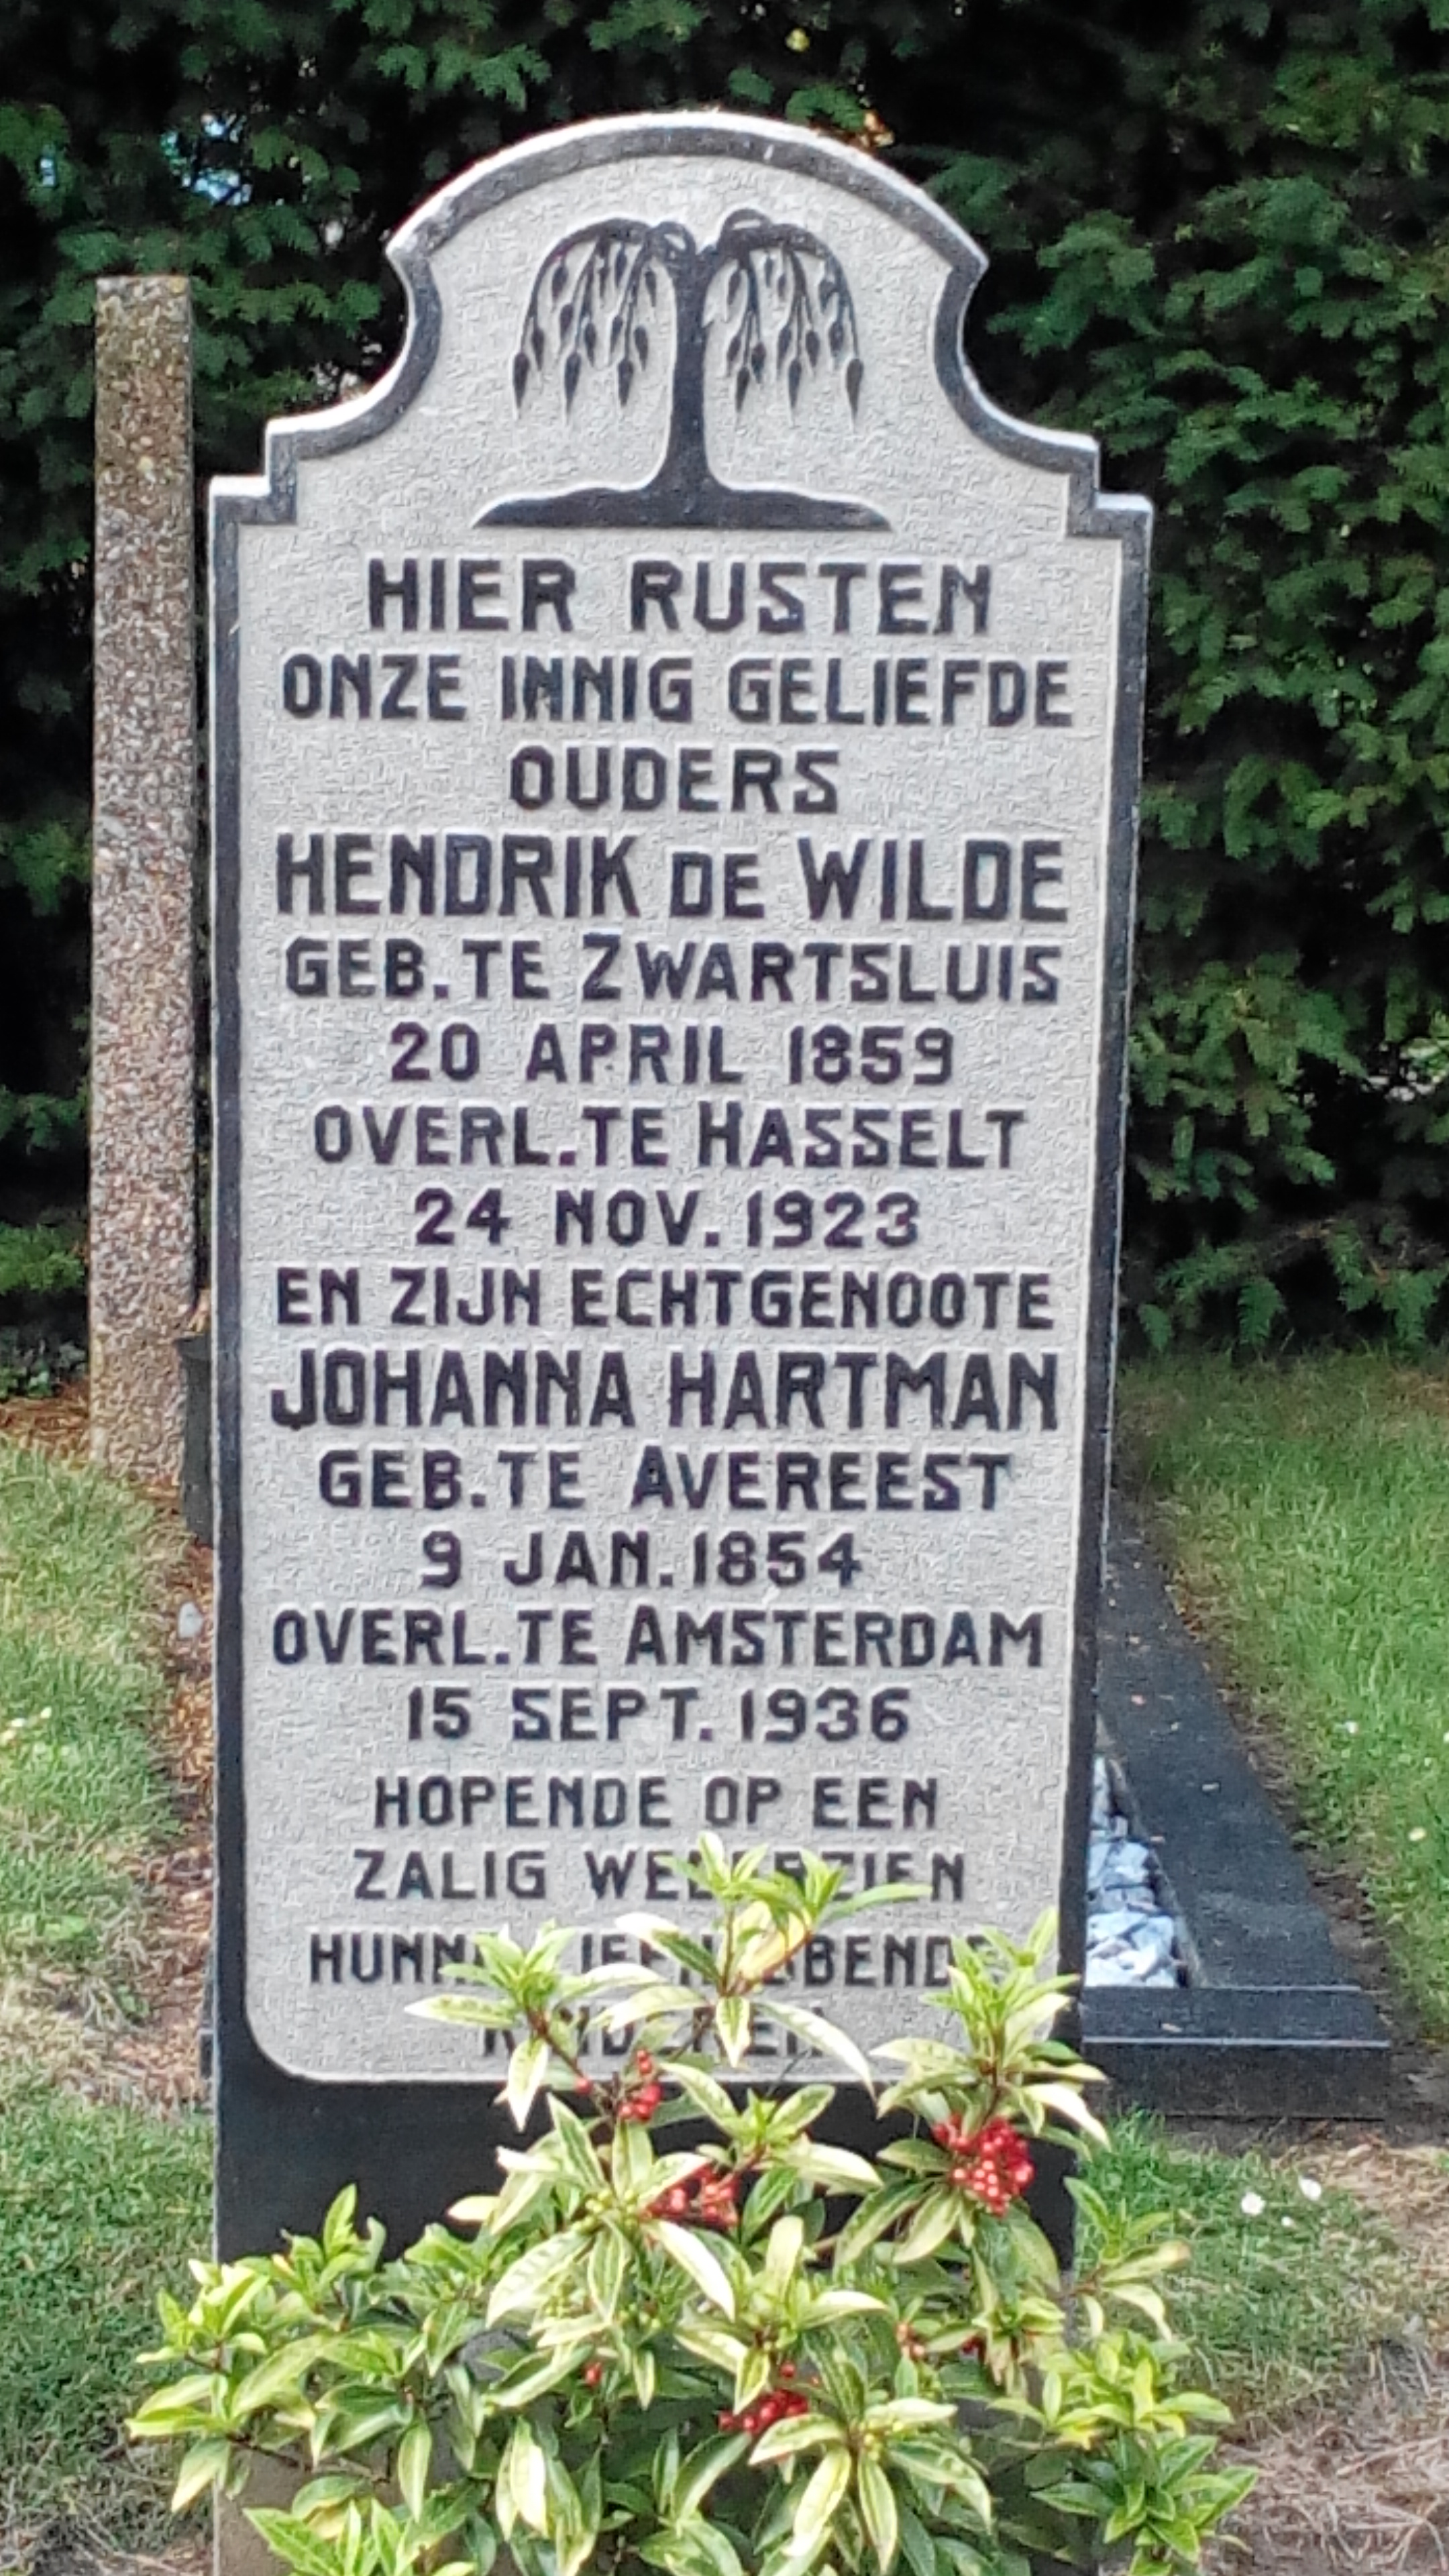 HIER RUSTEN
ONZE INNIG GELIEFDE
OUDERS
HENDRIK DE WILDE
GEB. TE ZWARTSLUIS
20 APRIL 1859
OVERL. TE HASSELT
24 NOV. 1923
EN ZIJN ECHTGENOOTE
JOHANNA HARTMAN
GEB. TE AVEREEST
9 JAN. 1854
OVERL. TE AMSTERDAM
15 SEPT. 1936
HOPENDE OP EEN
ZALIG WEDERZIEN